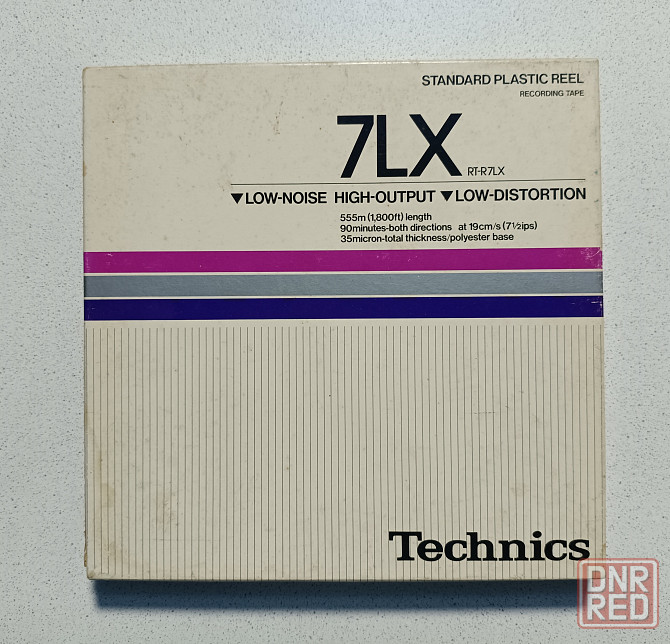 STANDARD PLASTIC REEL
RECORDING TAPE
7LX RT-R7LX
▼LOW-NOISE HIGH-OUTPUT ▼LOW-DISTORTION
555m (1,800ft) length
90minutes-both directions at 19cm/s (7½ips)
35micron-total thickness/polyester base
Technics
DNR
RED